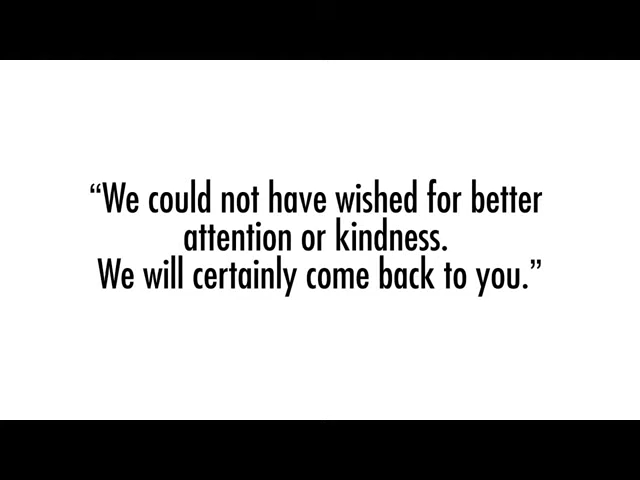 “We could not have wished for better
attention or kindness.
We will certainly come back to you.”